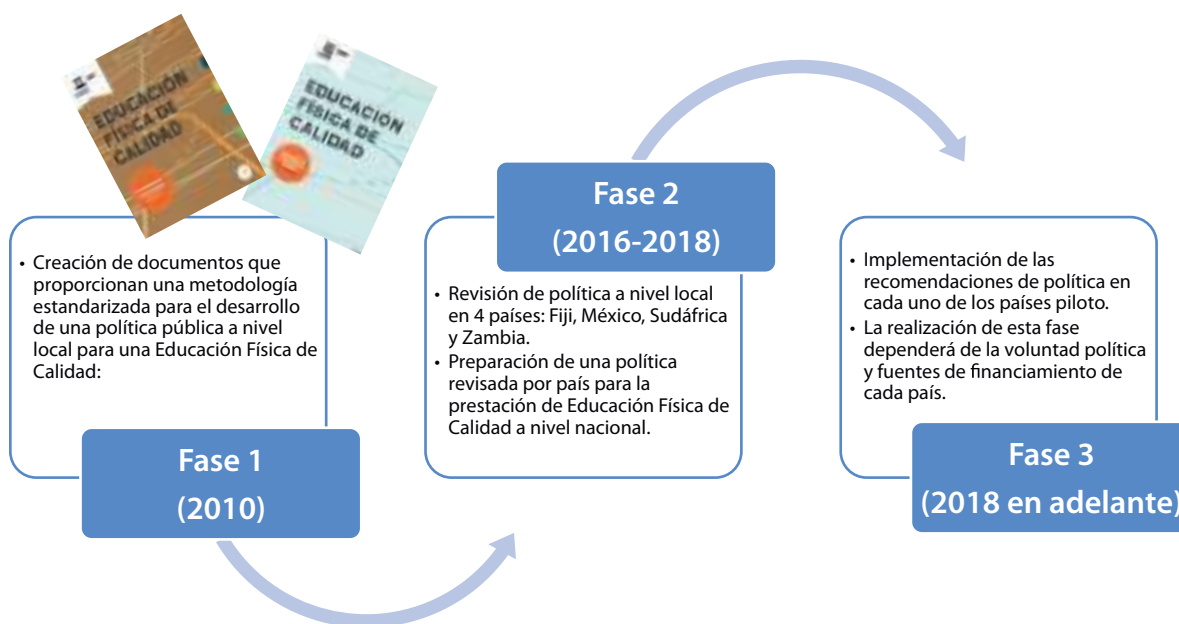 EDUCACIÓN
FÍSICA DE
CALIDAD
EDUCACIÓN
FÍSICA DE
CALIDAD
• Creación de documentos que
proporcionan una metodología
estandarizada para el desarrollo
de una política pública a nivel
local para una Educación Física de
Calidad:
Fase 1
(2010)
Fase 2
(2016-2018)
• Revisión de política a nivel local
en 4 países: Fiji, México, Sudáfrica
y Zambia.
• Preparación de una política
revisada por país para la
prestación de Educación Física de
Calidad a nivel nacional.
• Implementación de las
recomendaciones de política en
cada uno de los países piloto.
• La realización de esta fase
dependerá de la voluntad política
y fuentes de financiamiento de
cada país.
Fase 3
(2018 en adelante)